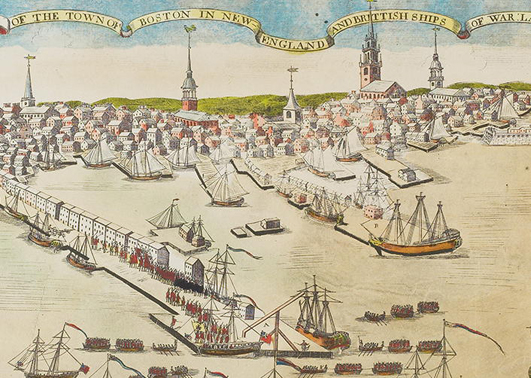 OF THE TOWN OF BOSTON IN NEW ENGLAND AND BRITTISH SHIPS OF WAR